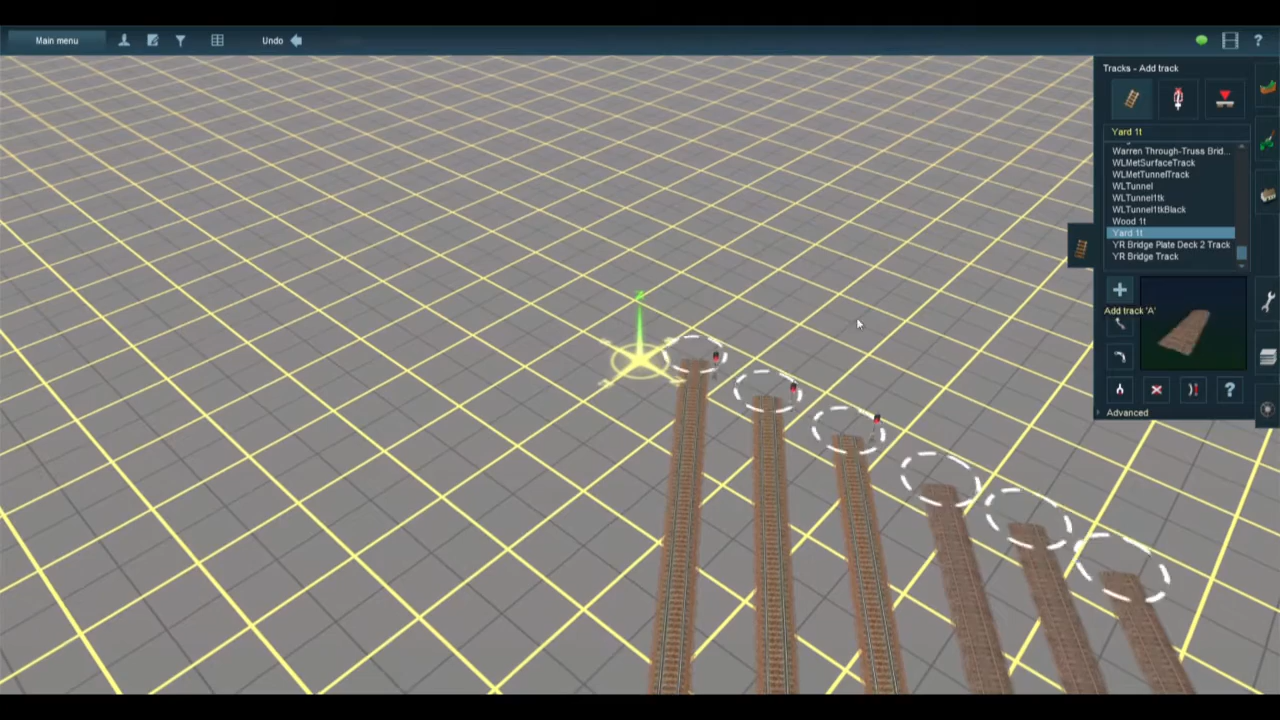 Main menu
Undo
?
Tracks - Add track
Yard 1t
Warren Through-Truss Brid...
WLMetSurfaceTrack
WLMetTunnelTrack
WLTunnel
WLTunnel1tk
WLTunnel1tkBlack
Wood 1t
Yard 1t
YR Bridge Plate Deck 2 Track
YR Bridge Track
Add track 'A'
?
Advanced